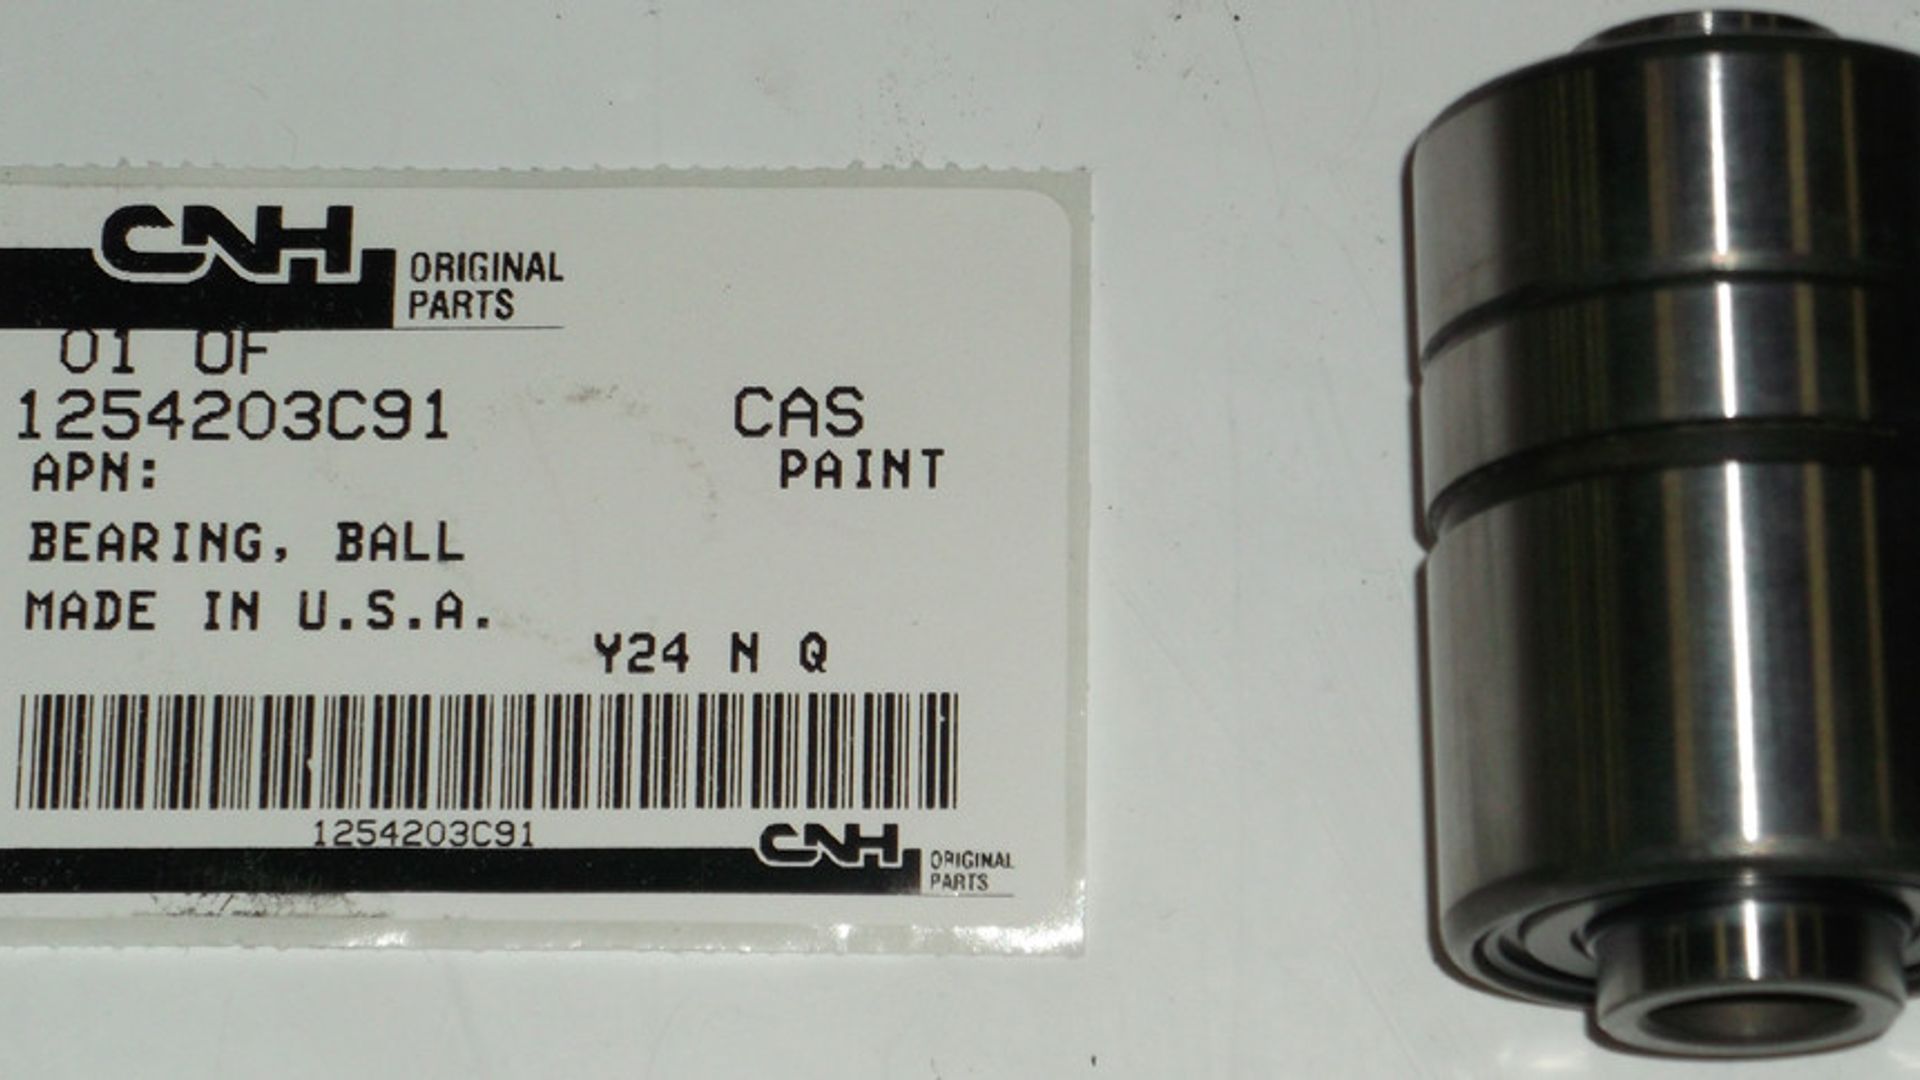 CNH ORIGINAL
PARTS
01 OF
1254203C91 CAS
APN: PAINT
BEARING, BALL
MADE IN U.S.A.
Y24 N Q
1254203C91
CNH ORIGINAL
PARTS